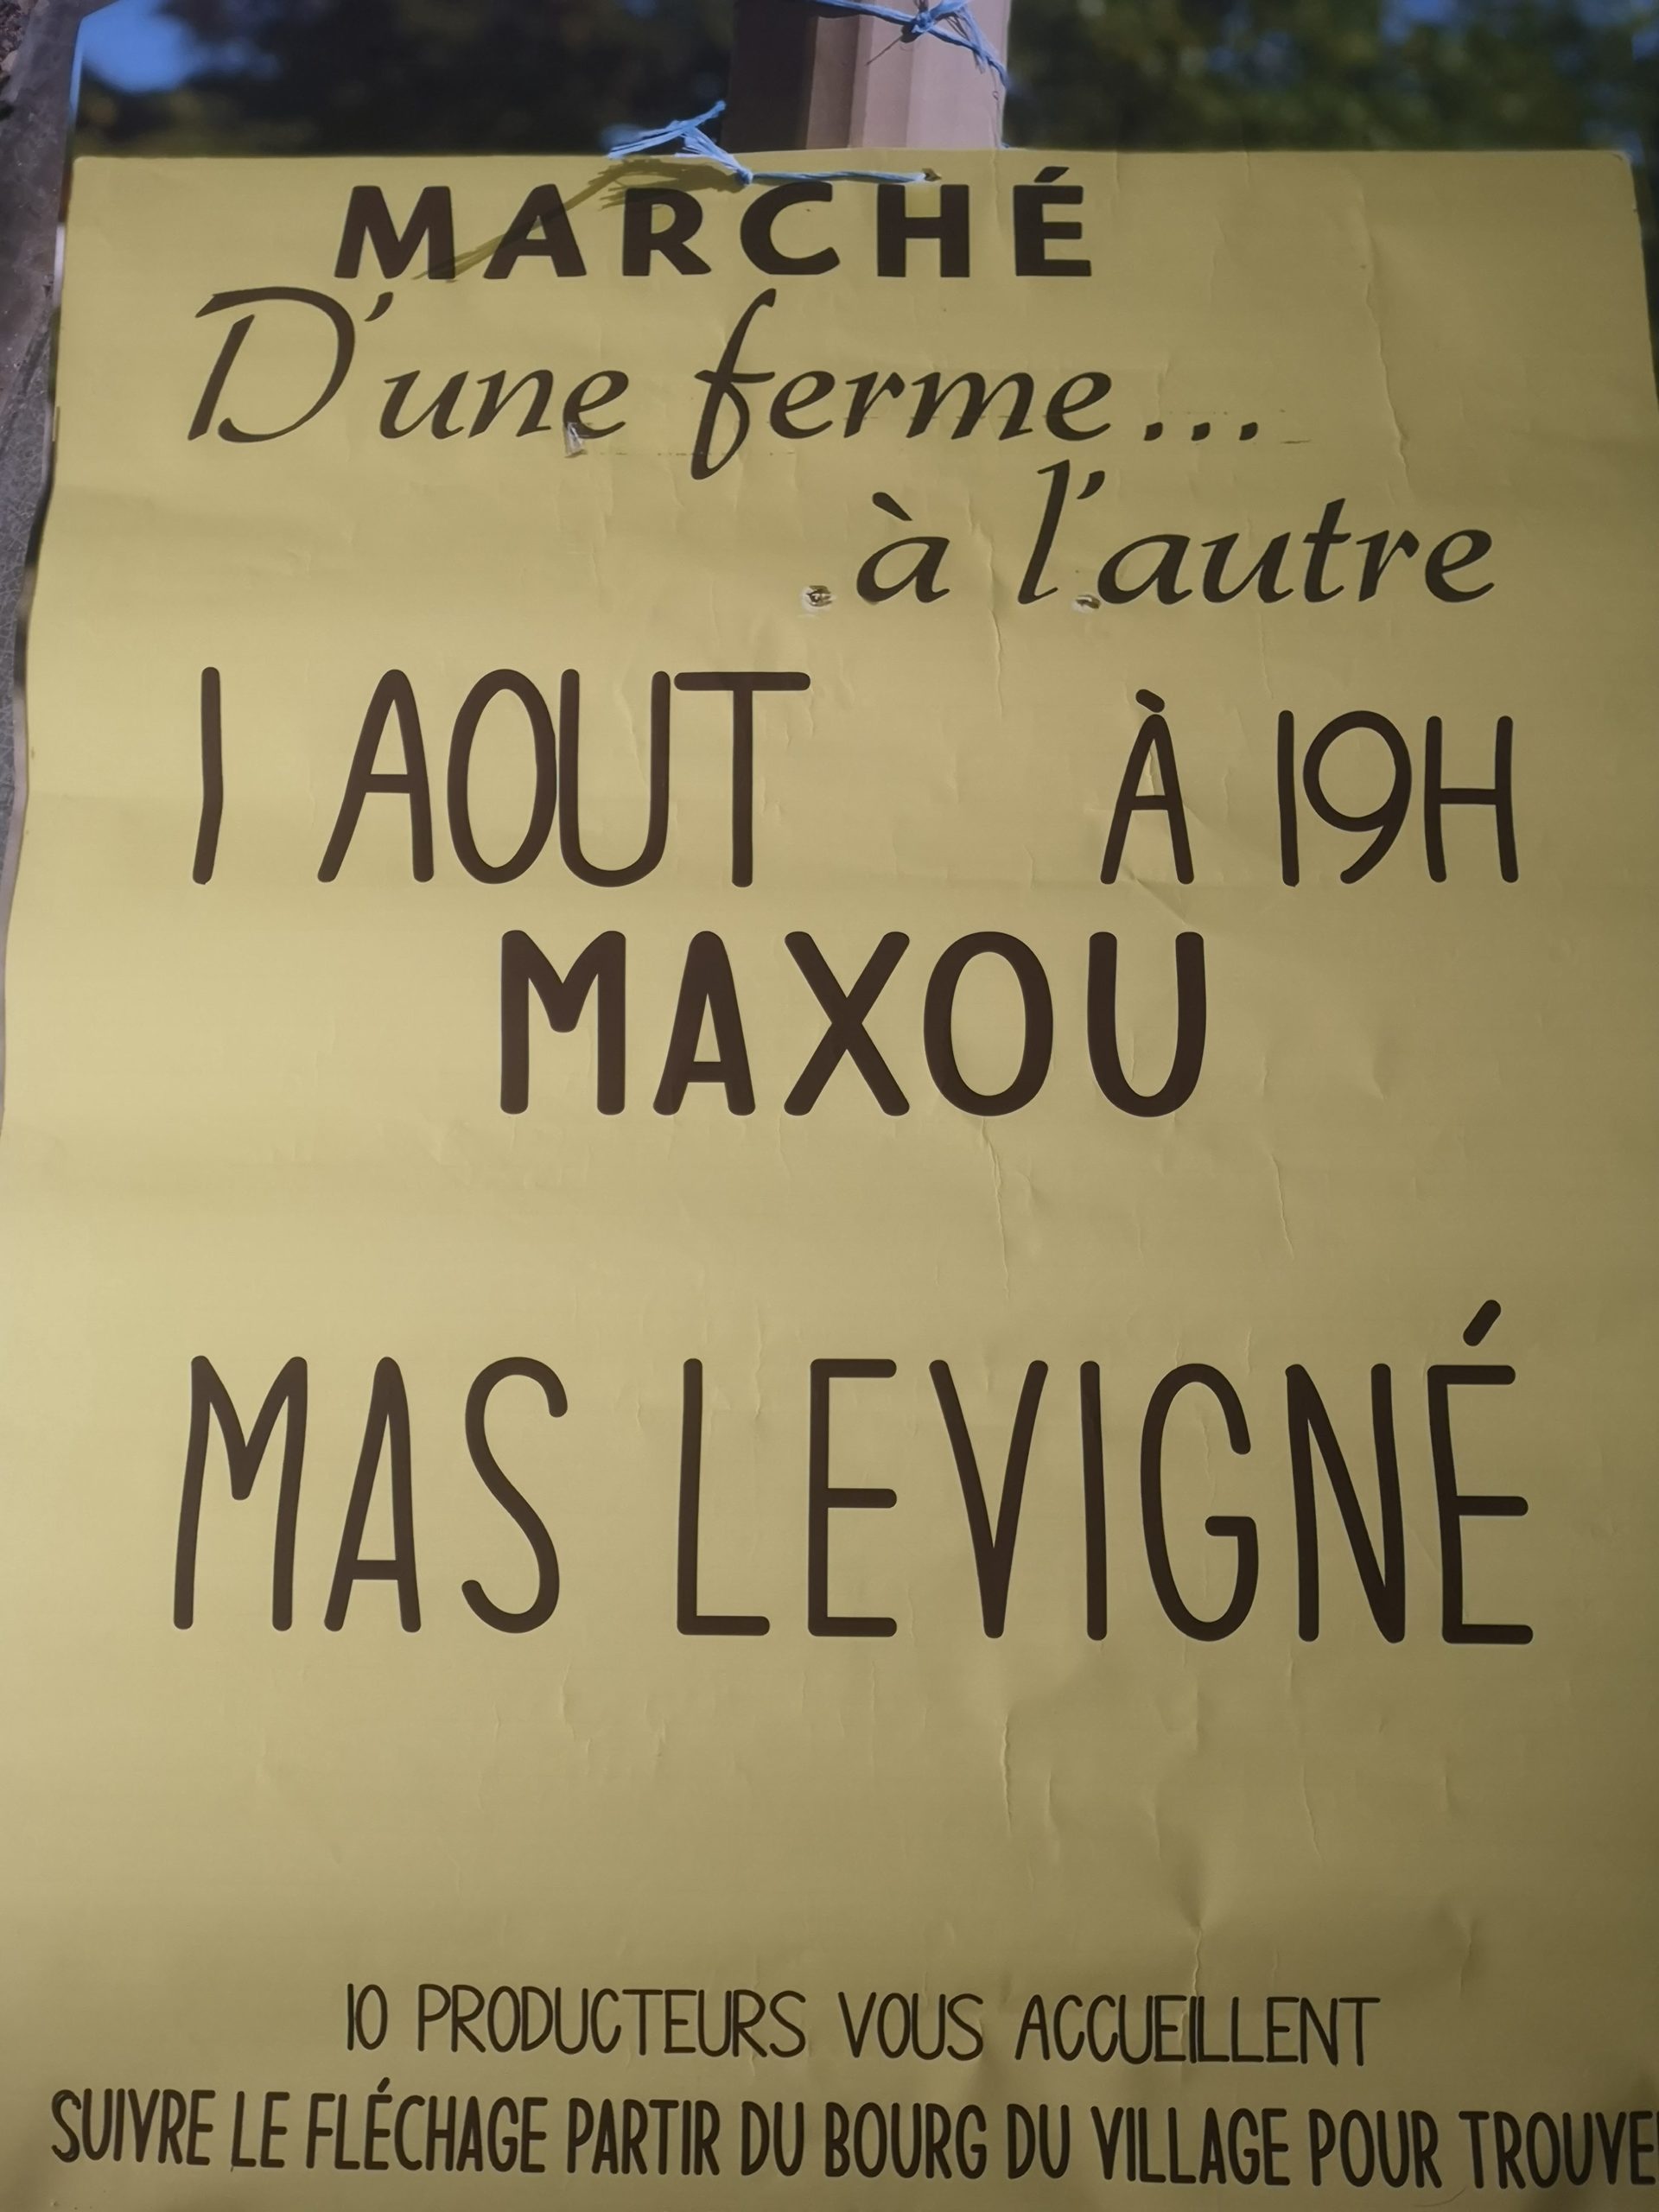 MARCHÉ
D'une ferme...
à l'autre
1 AOUT À 19H
MAXOU
MAS LEVIGNÉ
10 PRODUCTEURS VOUS ACCUEILLENT
SUIVRE LE FLÉCHAGE PARTIR DU BOURG DU VILLAGE POUR TROUVE